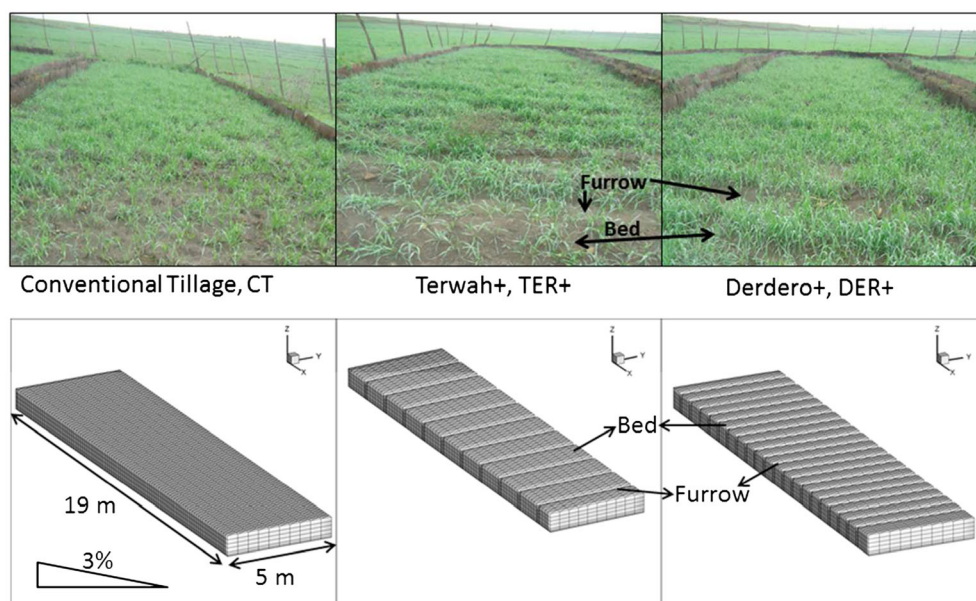 Furrow
Bed
Conventional Tillage, CT
Terwah+, TER+
Derdero+, DER+
Z
Y
X
Z
Y
X
Z
Y
X
Bed
Furrow
19 m
3%
5 m